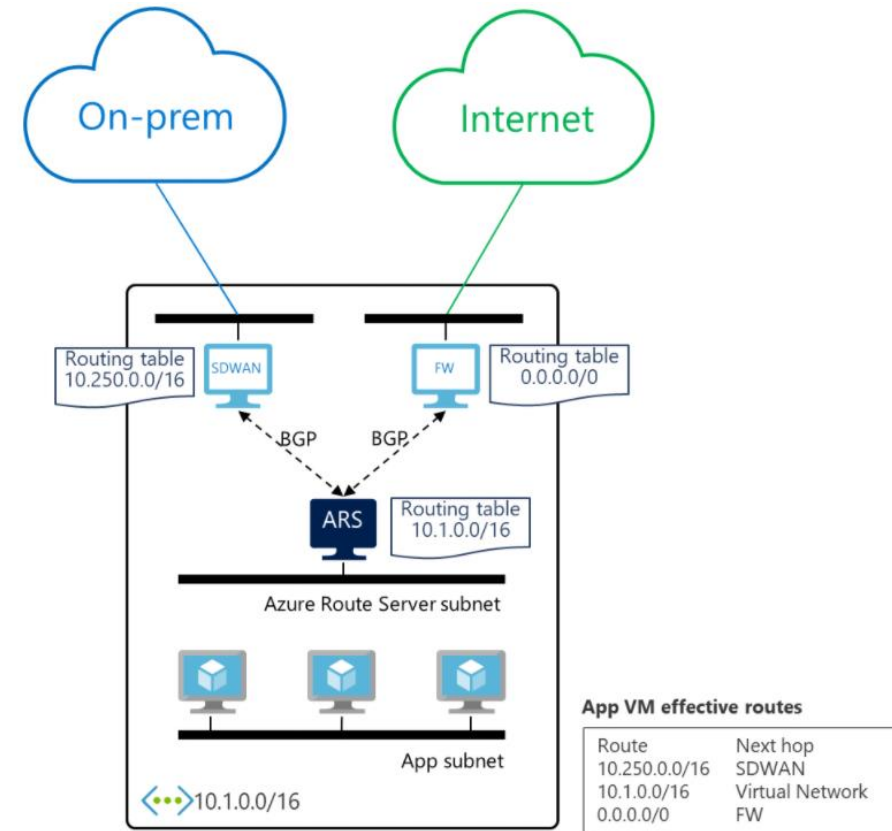 On-prem
Internet
Routing table
10.250.0.0/16
SDWAN
FW
Routing table
0.0.0.0/0
BGP
BGP
ARS
Routing table
10.1.0.0/16
Azure Route Server subnet
App subnet
10.1.0.0/16
App VM effective routes
Route Next hop
10.250.0.0/16 SDWAN
10.1.0.0/16 Virtual Network
0.0.0.0/0 FW